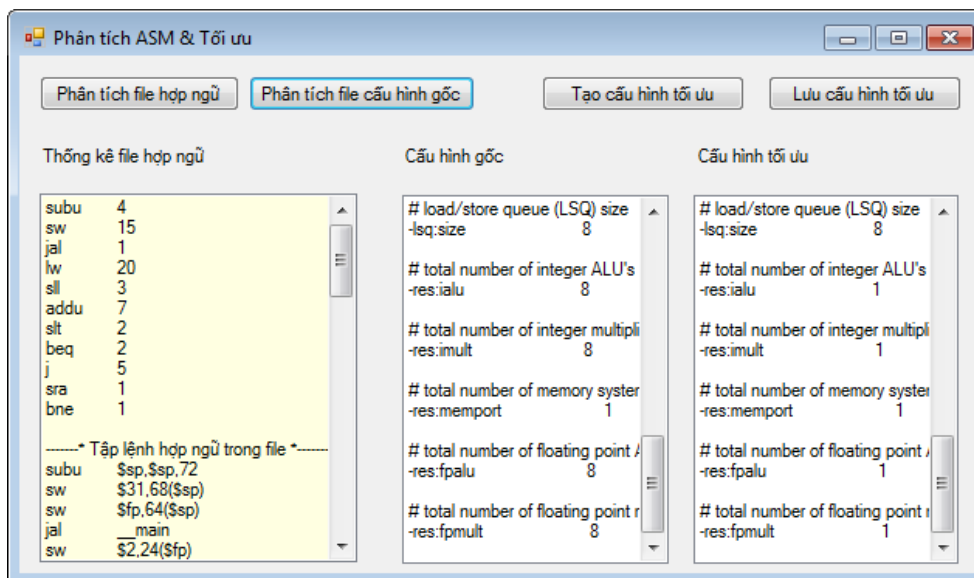 Phân tích ASM & Tối ưu
Phân tích file hợp ngữ
Phân tích file cấu hình gốc
Tạo cấu hình tối ưu
Lưu cấu hình tối ưu
Thống kê file hợp ngữ
subu 4
sw 15
jal 1
lw 20
sll 3
addu 7
slt 2
beq 2
j 5
sra 1
bne 1
-------* Tập lệnh hợp ngữ trong file *-------
subu $sp,$sp,72
sw $31,68($sp)
sw $fp,64($sp)
jal __main
sw $2,24($fp)
Cấu hình gốc
# load/store queue (LSQ) size
-lsq:size 8
# total number of integer ALU's
-res:ialu 8
# total number of integer multipli
-res:imult 8
# total number of memory system
-res:memport 1
# total number of floating point
-res:fpalu 8
# total number of floating point
-res:fpmult 8
Cấu hình tối ưu
# load/store queue (LSQ) size
-lsq:size 8
# total number of integer ALU's
-res:ialu 1
# total number of integer multipli
-res:imult 1
# total number of memory system
-res:memport 1
# total number of floating point
-res:fpalu 1
# total number of floating point
-res:fpmult 1